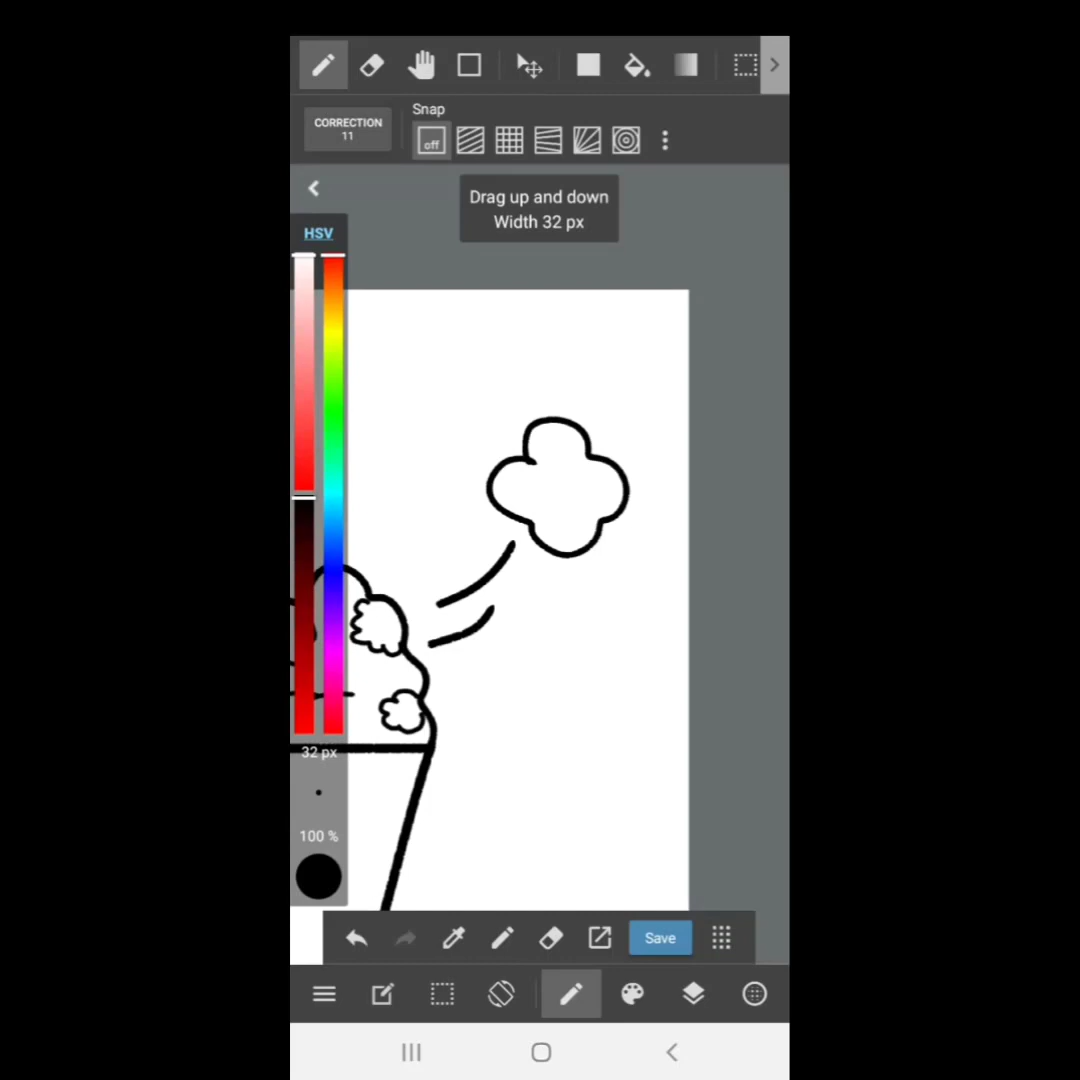 CORRECTION
11
Snap
off
Drag up and down
Width 32 px
HSV
32 px
100 %
Save